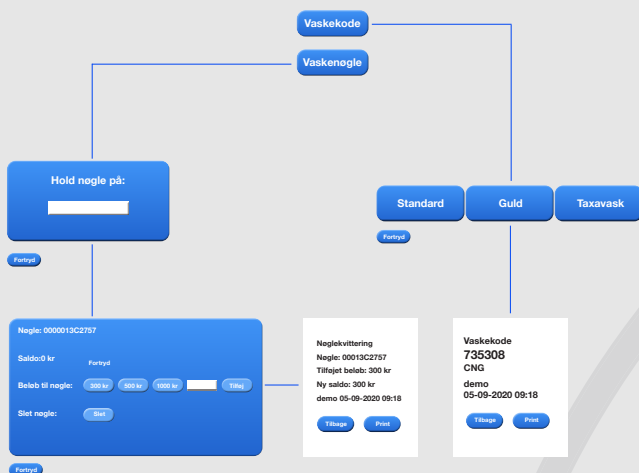 Vaskekode
Vaskenøgle
Hold nøgle på:
Fortryd
Standard
Guld
Taxavask
Fortryd
Nøgle: 0000013C2757
Saldo:0 kr
Fortryd
Beløb til nøgle: 300 kr 500 kr 1000 kr Tilføj
Slet nøgle: Slet
Fortryd
Nøglekvittering
Nøgle: 00013C2757
Tilføjet beløb: 300 kr
Ny saldo: 300 kr
demo 05-09-2020 09:18
Tilbage Print
Vaskekode
735308
CNG
demo
05-09-2020 09:18
Tilbage Print